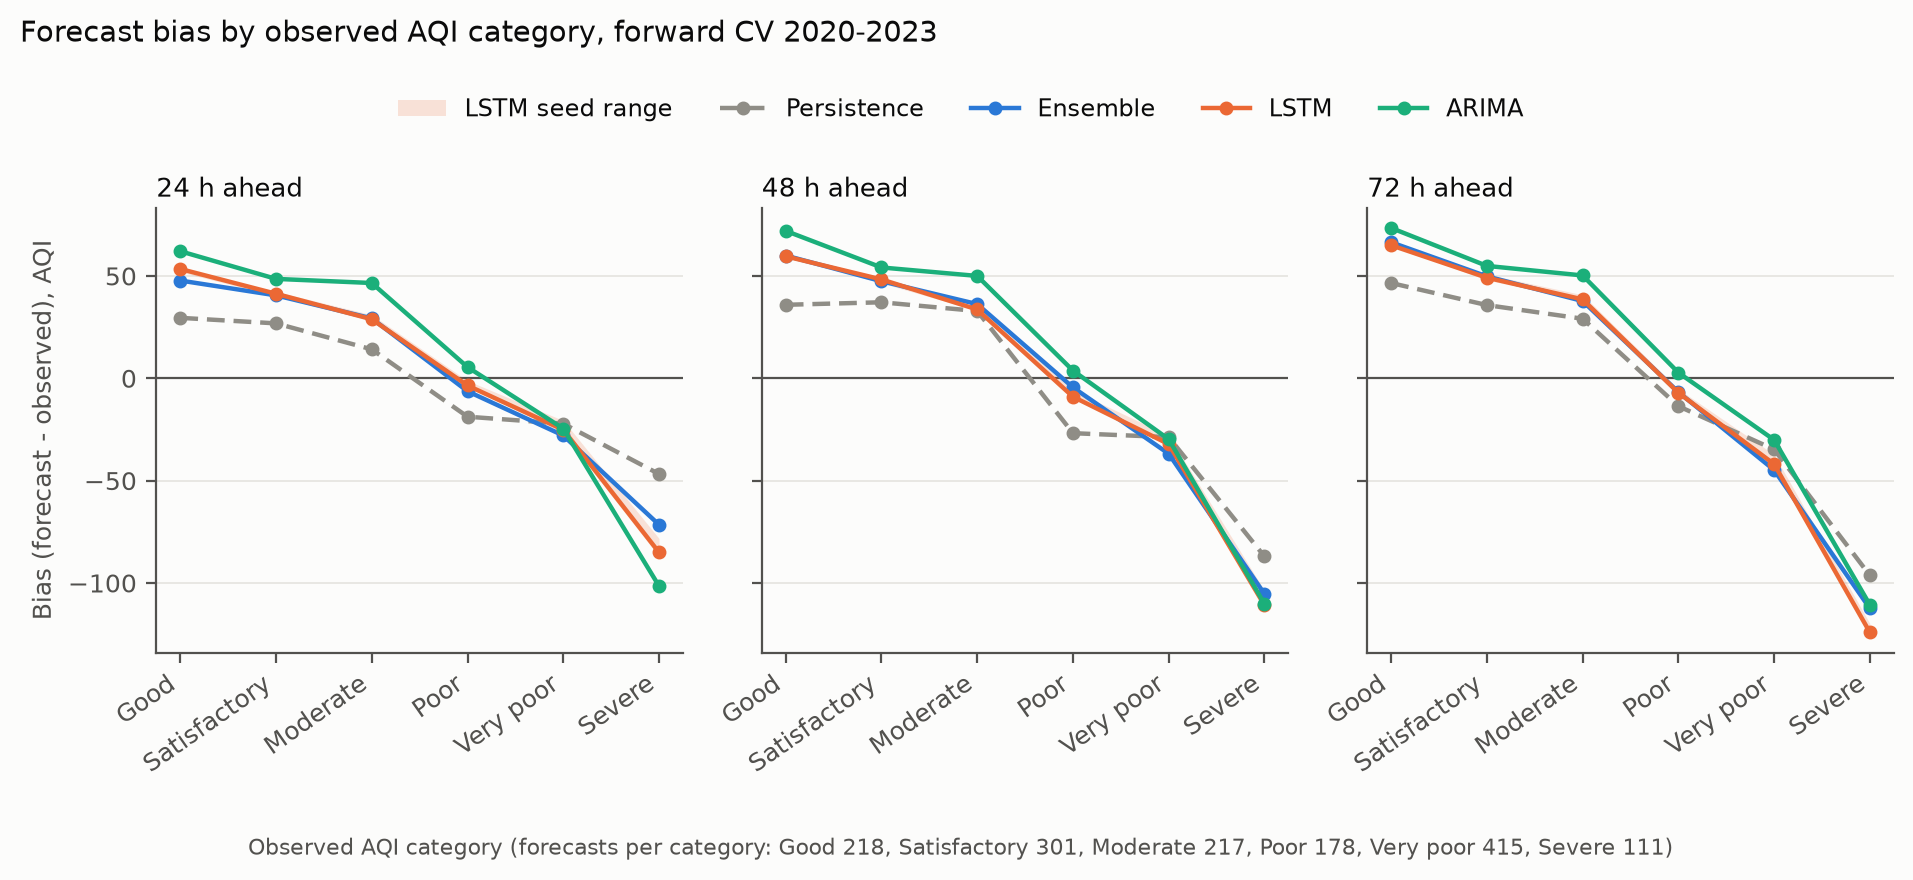 Forecast bias by observed AQI category, forward CV 2020-2023
LSTM seed range
Persistence
Ensemble
LSTM
ARIMA
24 h ahead
48 h ahead
72 h ahead
Bias (forecast - observed), AQI
50
0
−50
−100
Good
Satisfactory
Moderate
Poor
Very poor
Severe
Good
Satisfactory
Moderate
Poor
Very poor
Severe
Good
Satisfactory
Moderate
Poor
Very poor
Severe
Observed AQI category (forecasts per category: Good 218, Satisfactory 301, Moderate 217, Poor 178, Very poor 415, Severe 111)